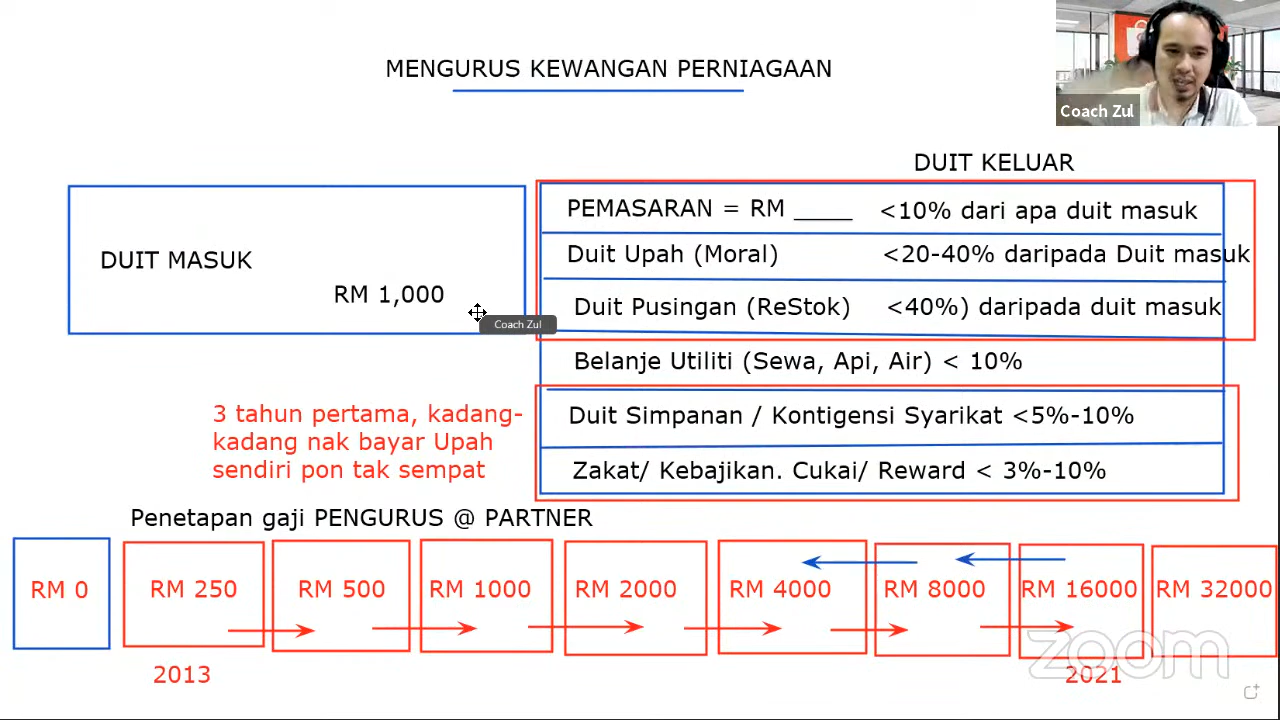 Coach Zul
MENGURUS KEWANGAN PERNIAGAAN
DUIT KELUAR
DUIT MASUK
RM 1,000
Coach Zul
PEMASARAN = RM ____ <10% dari apa duit masuk
Duit Upah (Moral) <20-40% daripada Duit masuk
Duit Pusingan (ReStok) <40%) daripada duit masuk
Belanje Utiliti (Sewa, Api, Air) < 10%
Duit Simpanan / Kontigensi Syarikat <5%-10%
Zakat/ Kebajikan. Cukai/ Reward < 3%-10%
3 tahun pertama, kadang-
kadang nak bayar Upah
sendiri pon tak sempat
Penetapan gaji PENGURUS @ PARTNER
RM 0 RM 250 RM 500 RM 1000 RM 2000 RM 4000 RM 8000 RM 16000 RM 32000
zoom
2013 2021